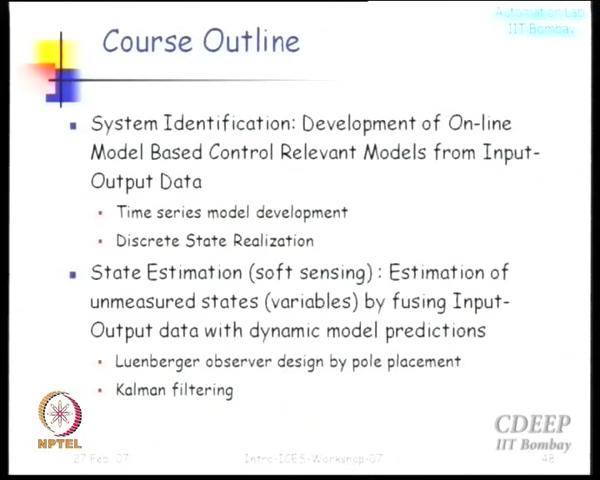 Automation Lab
IIT Bombay
Course Outline
System Identification: Development of On-line
Model Based Control Relevant Models from Input-
Output Data
Time series model development
Discrete State Realization
State Estimation (soft sensing) : Estimation of
unmeasured states (variables) by fusing Input-
Output data with dynamic model predictions
Luenberger observer design by pole placement
Kalman filtering
NPTEL
CDEEP
IIT Bombay
27 Feb. 07
Intro-ICES-Workshop-07
48